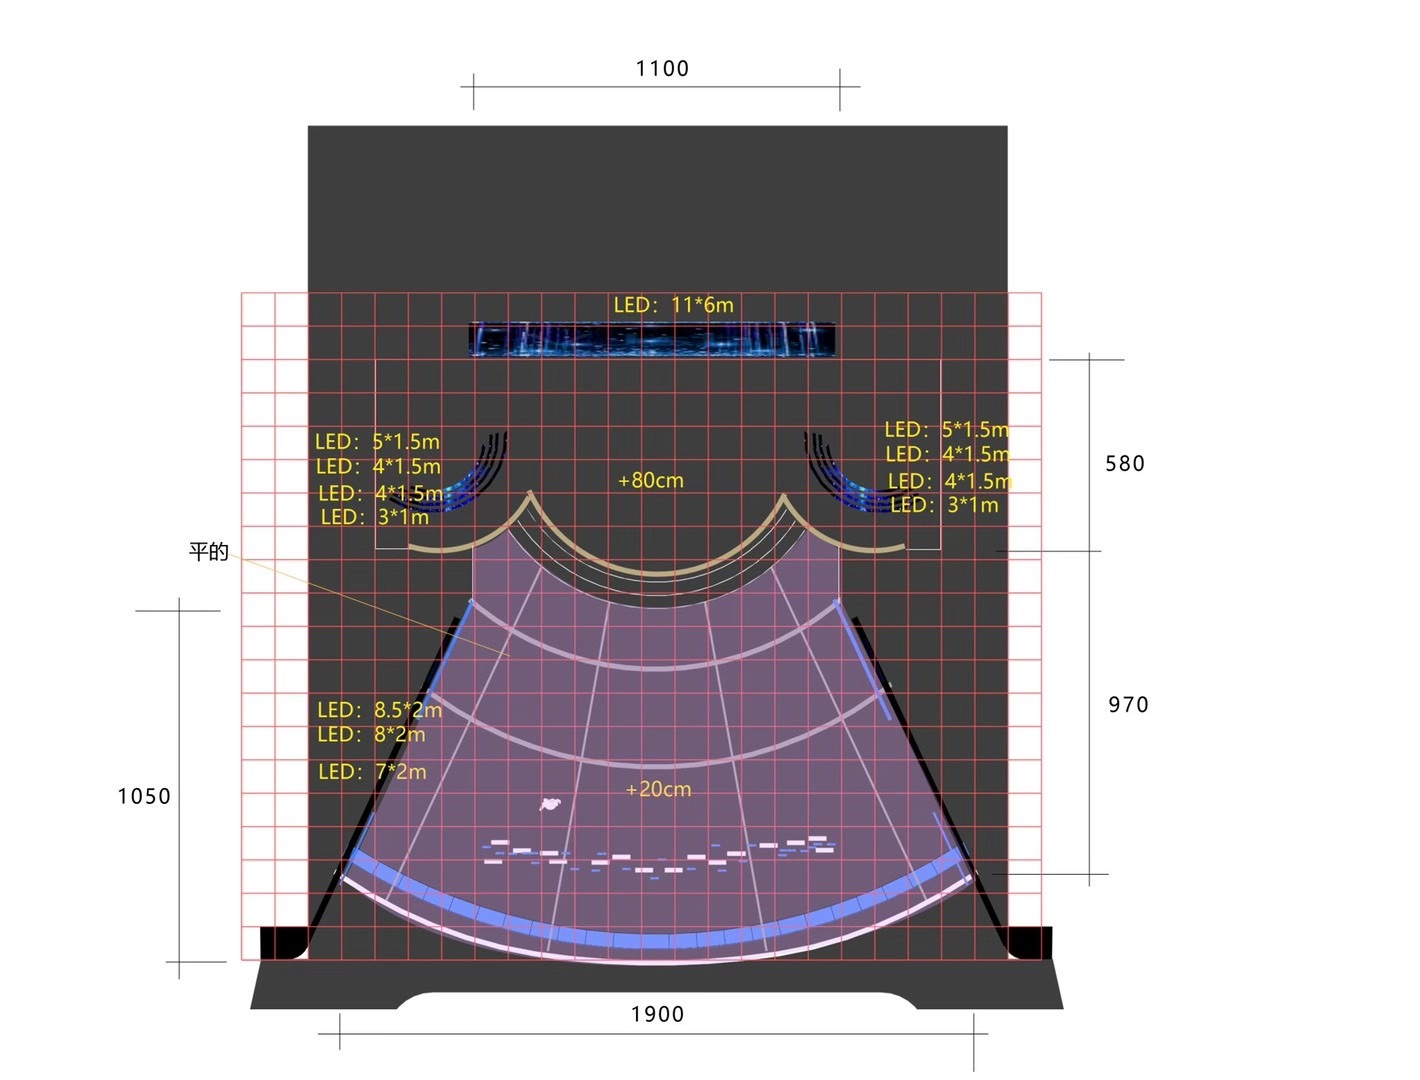 1100
LED：11*6m
LED：5*1.5m
LED：4*1.5m
LED：4*1.5m
LED：3*1m
+80cm
LED：5*1.5m
LED：4*1.5m
LED：4*1.5m
LED：3*1m
580
平的
LED：8.5*2m
LED：8*2m
LED：7*2m
970
+20cm
1050
1900